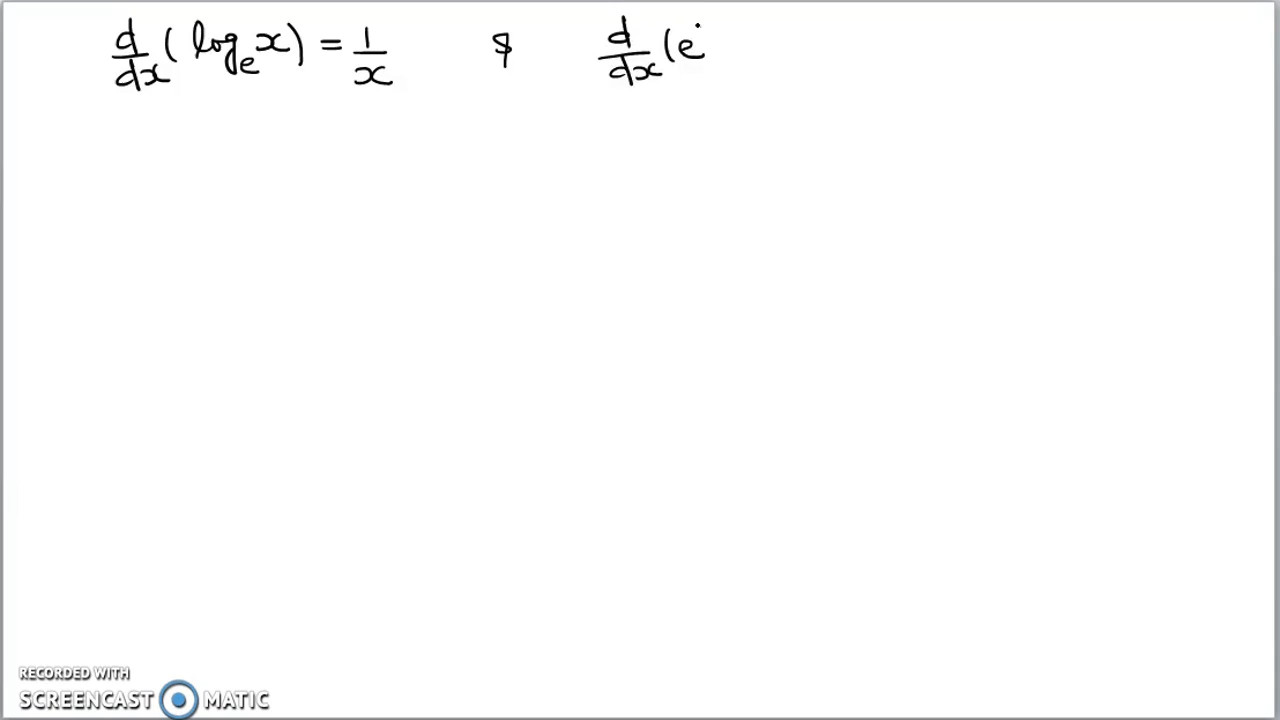 d/dx (log_e x) = 1/x & d/dx (e
RECORDED WITH
SCREENCAST MATIC